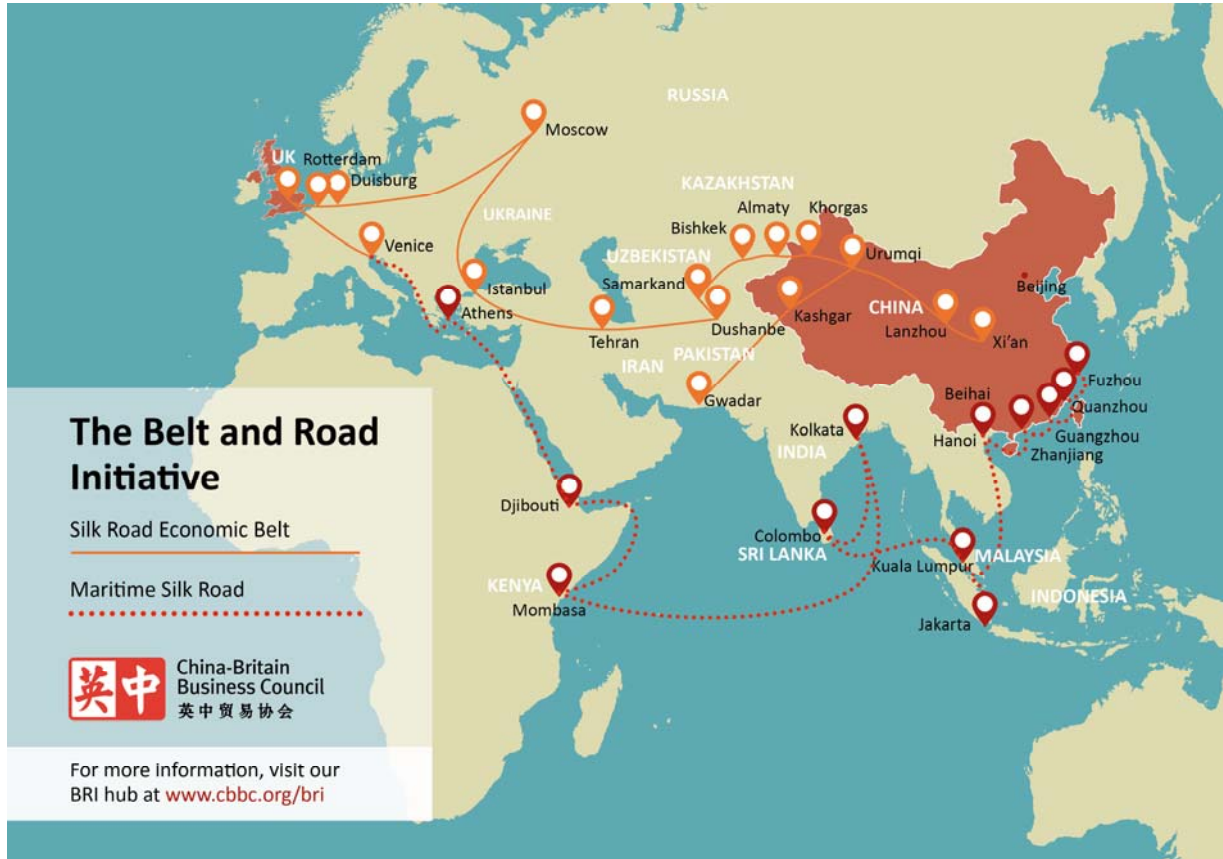 RUSSIA
Moscow
UK
Rotterdam
Duisburg
KAZAKHSTAN
Almaty
Khorgas
Bishkek
UKRAINE
Venice
UZBEKISTAN
Urumqi
Samarkand
Istanbul
Beijing
Athens
Kashgar
CHINA
Dushanbe
Lanzhou
Tehran
Xi'an
PAKISTAN
IRAN
Gwadar
Fuzhou
Beihai
Quanzhou
Kolkata
Hanoi
Guangzhou
INDIA
Zhanjiang
Djibouti
Colombo
SRI LANKA
MALAYSIA
Kuala Lumpur
KENYA
Mombasa
INDONESIA
Jakarta
The Belt and Road
Initiative
Silk Road Economic Belt
Maritime Silk Road
英中
China-Britain
Business Council
英中贸易协会
For more information, visit our
BRI hub at www.cbbc.org/bri